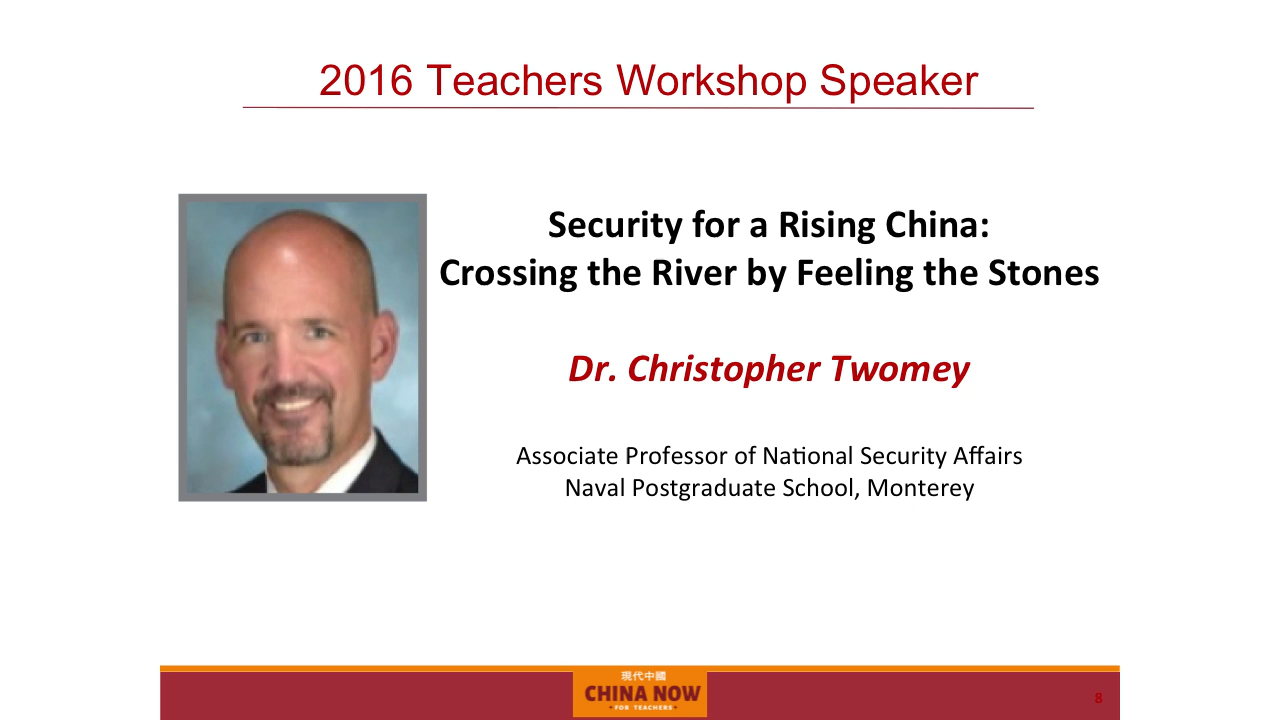 2016 Teachers Workshop Speaker
Security for a Rising China:
Crossing the River by Feeling the Stones
Dr. Christopher Twomey
Associate Professor of National Security Affairs
Naval Postgraduate School, Monterey
現代中國
CHINA NOW
• FOR TEACHERS •
8